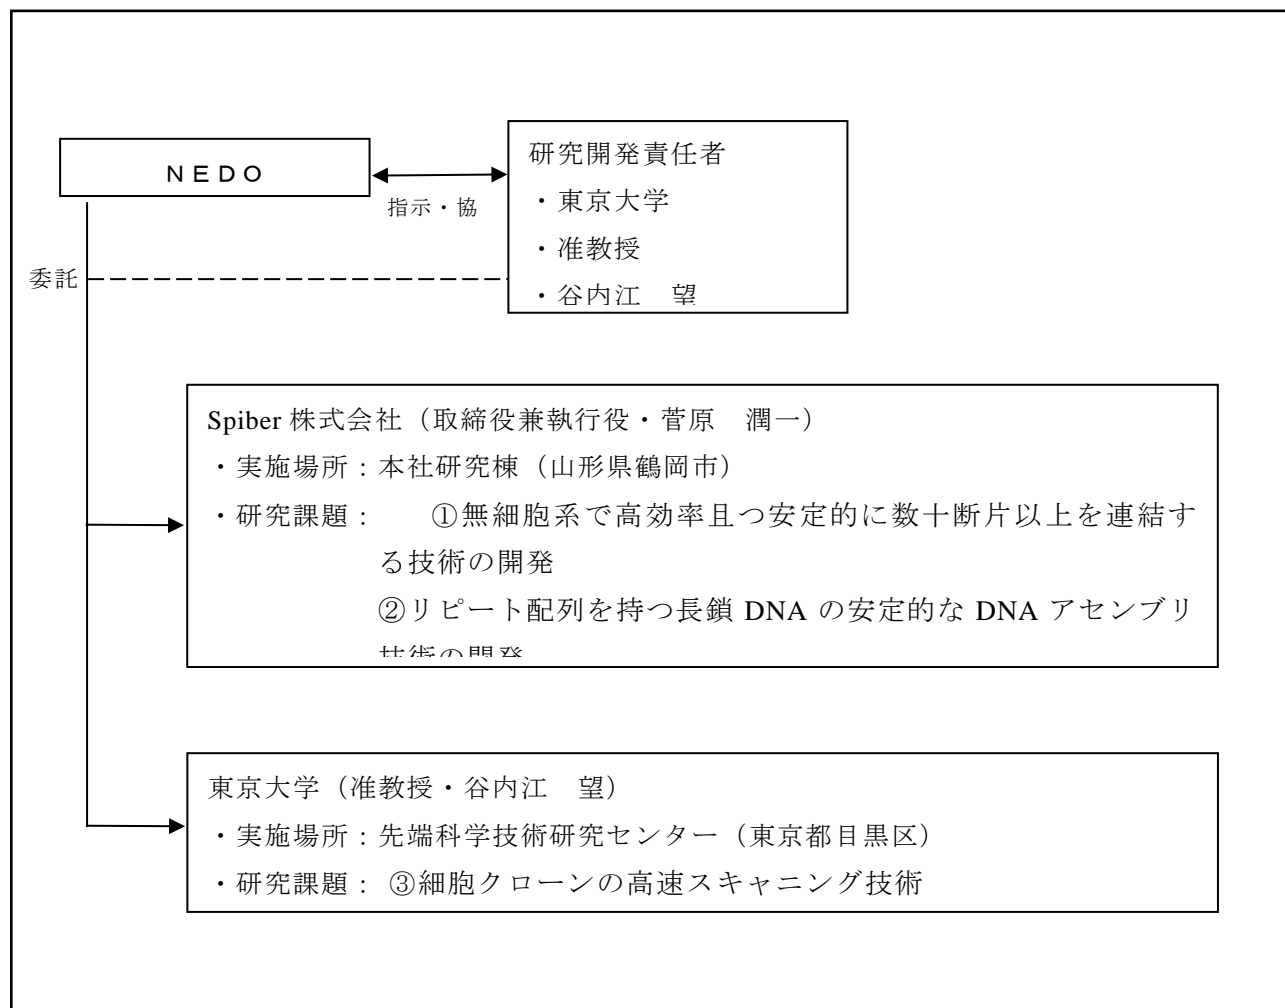 NEDO
指示・協
研究開発責任者
・東京大学
・准教授
・谷内江　望
委託
Spiber 株式会社（取締役兼執行役・菅原　潤一）
・実施場所：本社研究棟（山形県鶴岡市）
・研究課題：　　①無細胞系で高効率且つ安定的に数十断片以上を連結す
る技術の開発
②リピート配列を持つ長鎖 DNA の安定的な DNA アセンブリ
技術の開発
東京大学（准教授・谷内江　望）
・実施場所：先端科学技術研究センター（東京都目黒区）
・研究課題： ③細胞クローンの高速スキャニング技術